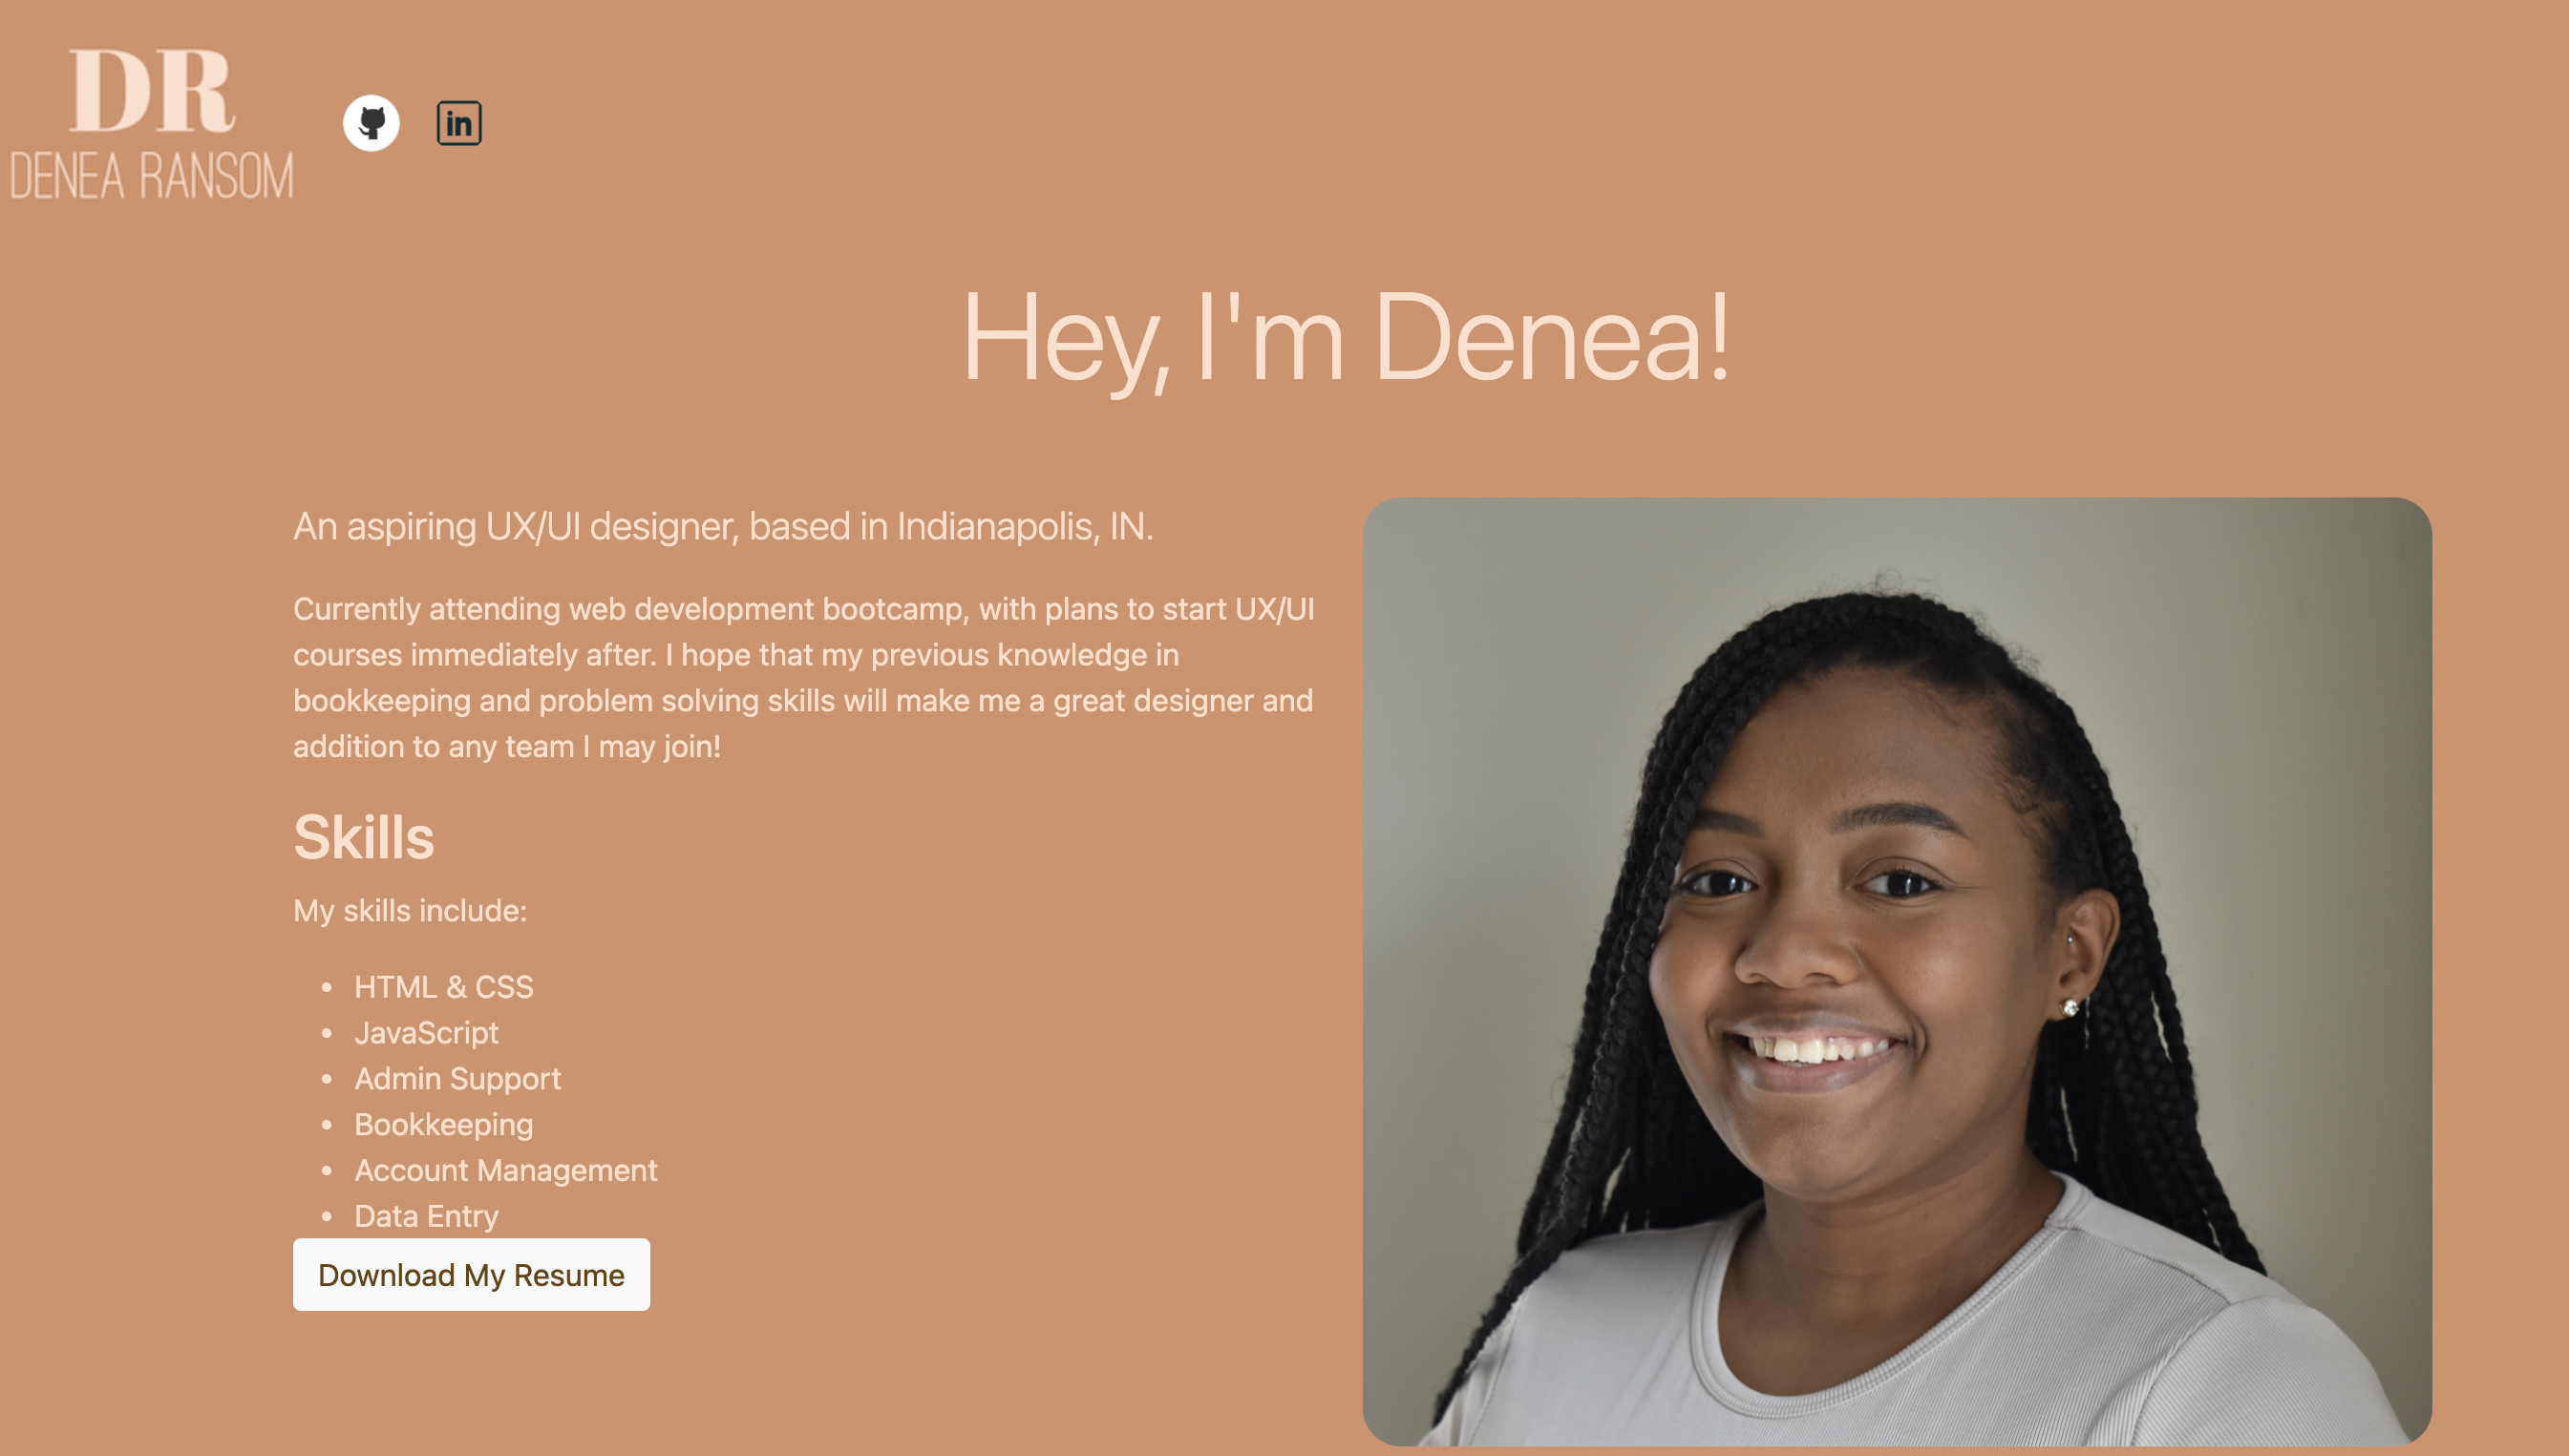 DR
DENEA RANSOM
in
Hey, I'm Denea!
An aspiring UX/UI designer, based in Indianapolis, IN.
Currently attending web development bootcamp, with plans to start UX/UI
courses immediately after. I hope that my previous knowledge in
bookkeeping and problem solving skills will make me a great designer and
addition to any team I may join!
Skills
My skills include:
• HTML & CSS
• JavaScript
• Admin Support
• Bookkeeping
• Account Management
• Data Entry
Download My Resume